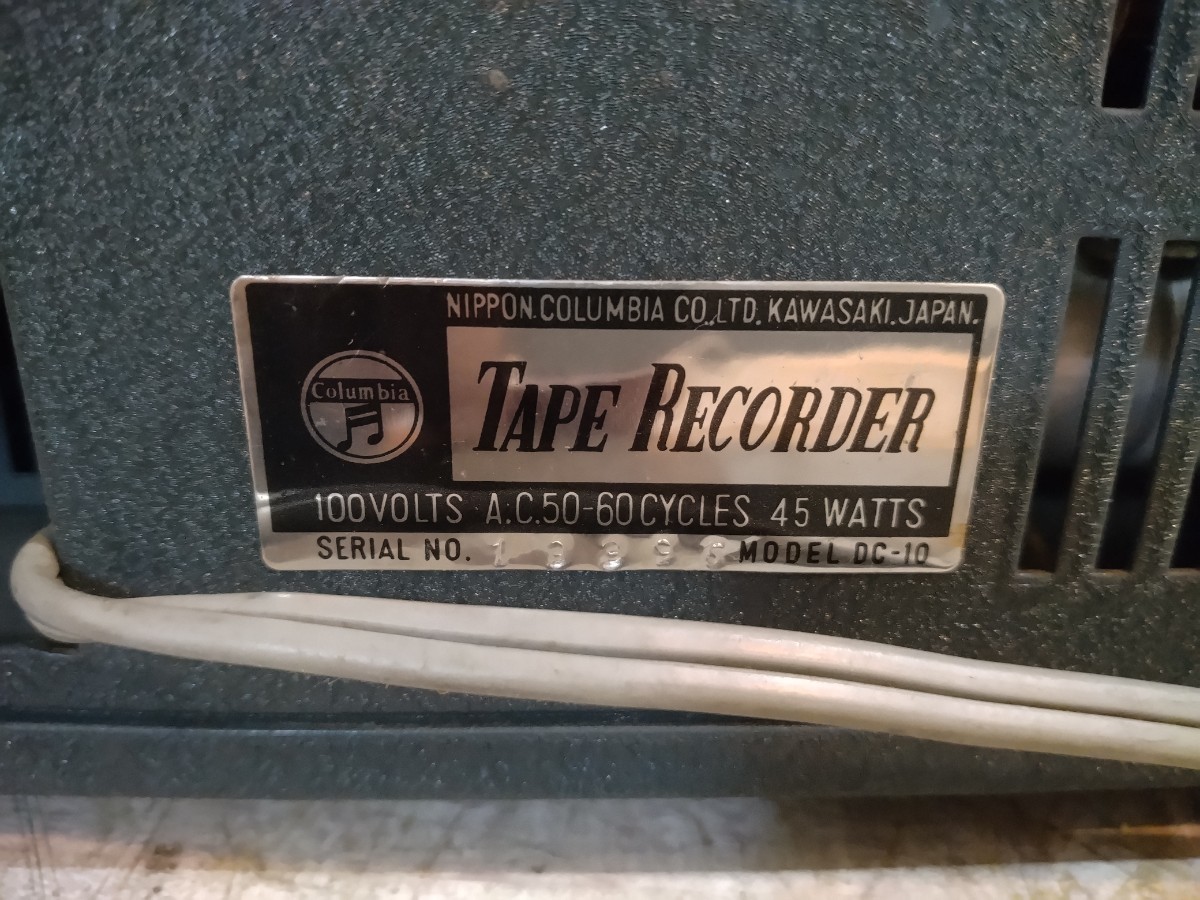 NIPPON COLUMBIA CO.,LTD. KAWASAKI. JAPAN.
Columbia
TAPE RECORDER
100VOLTS A.C.50-60CYCLES 45 WATTS
SERIAL NO. MODEL DC-10